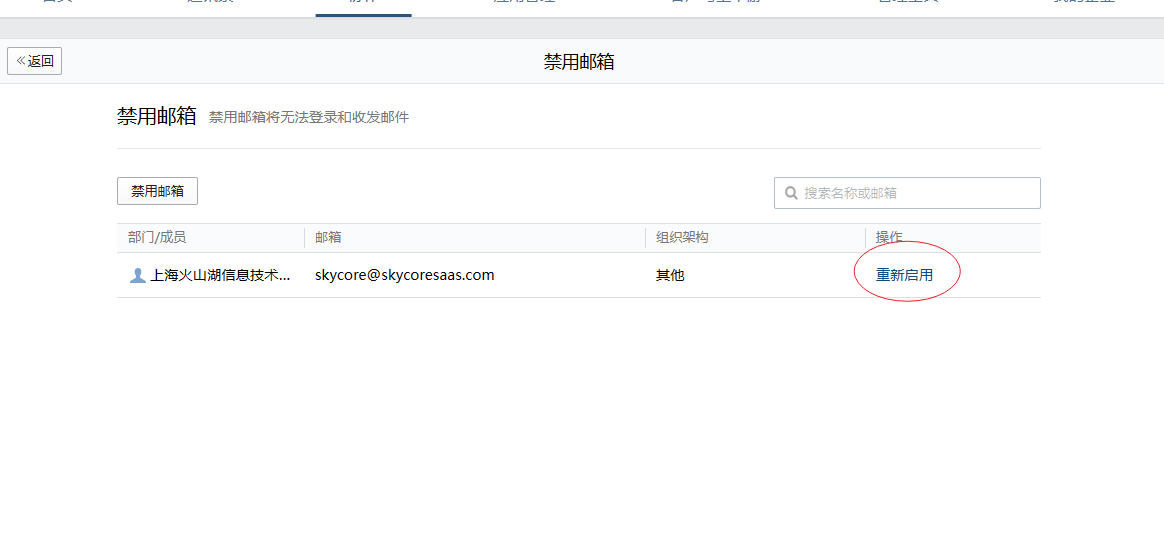 返回
禁用邮箱
禁用邮箱 禁用邮箱将无法登录和收发邮件
禁用邮箱 搜索名称或邮箱
部门/成员 邮箱 组织架构 操作
上海火山湖信息技术... skycore@skycoresaas.com 其他 重新启用